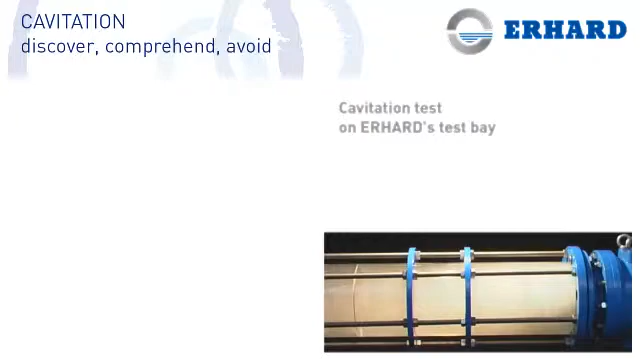 CAVITATION
discover, comprehend, avoid
ERHARD
Cavitation test
on ERHARD's test bay